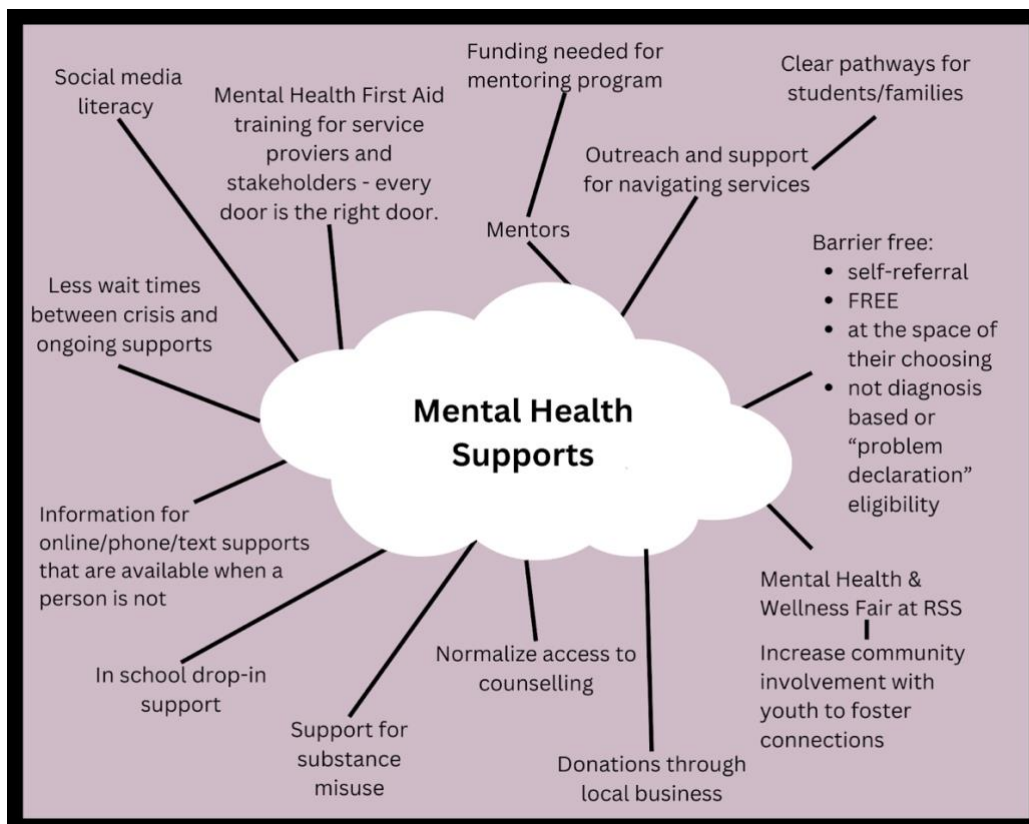 Social media
literacy
Mental Health First Aid
training for service
proviers and
stakeholders - every
door is the right door.
Funding needed for
mentoring program
Mentors
Clear pathways for
students/families
Outreach and support
for navigating services
Barrier free:
• self-referral
• FREE
• at the space of
their choosing
• not diagnosis
based or
“problem
declaration”
eligibility
Less wait times
between crisis and
ongoing supports
Mental Health
Supports
Information for
online/phone/text supports
that are available when a
person is not
In school drop-in
support
Support for
substance
misuse
Normalize access to
counselling
Donations through
local business
Mental Health &
Wellness Fair at RSS
Increase community
involvement with
youth to foster
connections